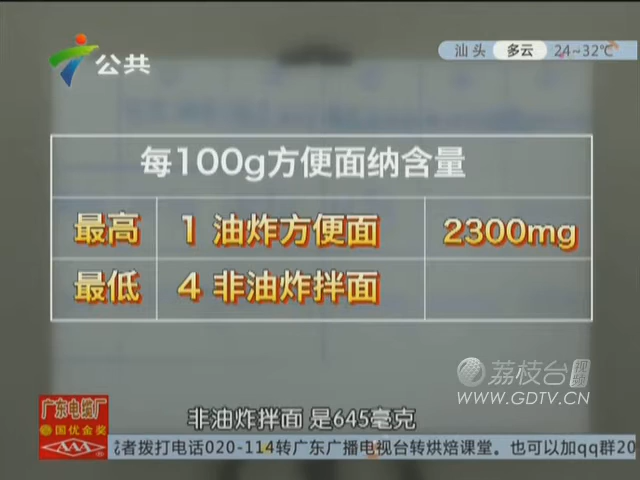 公共
汕头 多云 24~32℃
每100g方便面纳含量
最高 1 油炸方便面 2300mg
最低 4 非油炸拌面
荔枝台 视频
www.GDTV.CN
非油炸拌面 是645毫克
广东电缆厂
国优金奖
AAA
者拨打电话020-114转广东广播电视台转烘焙课堂。也可以加qq群20